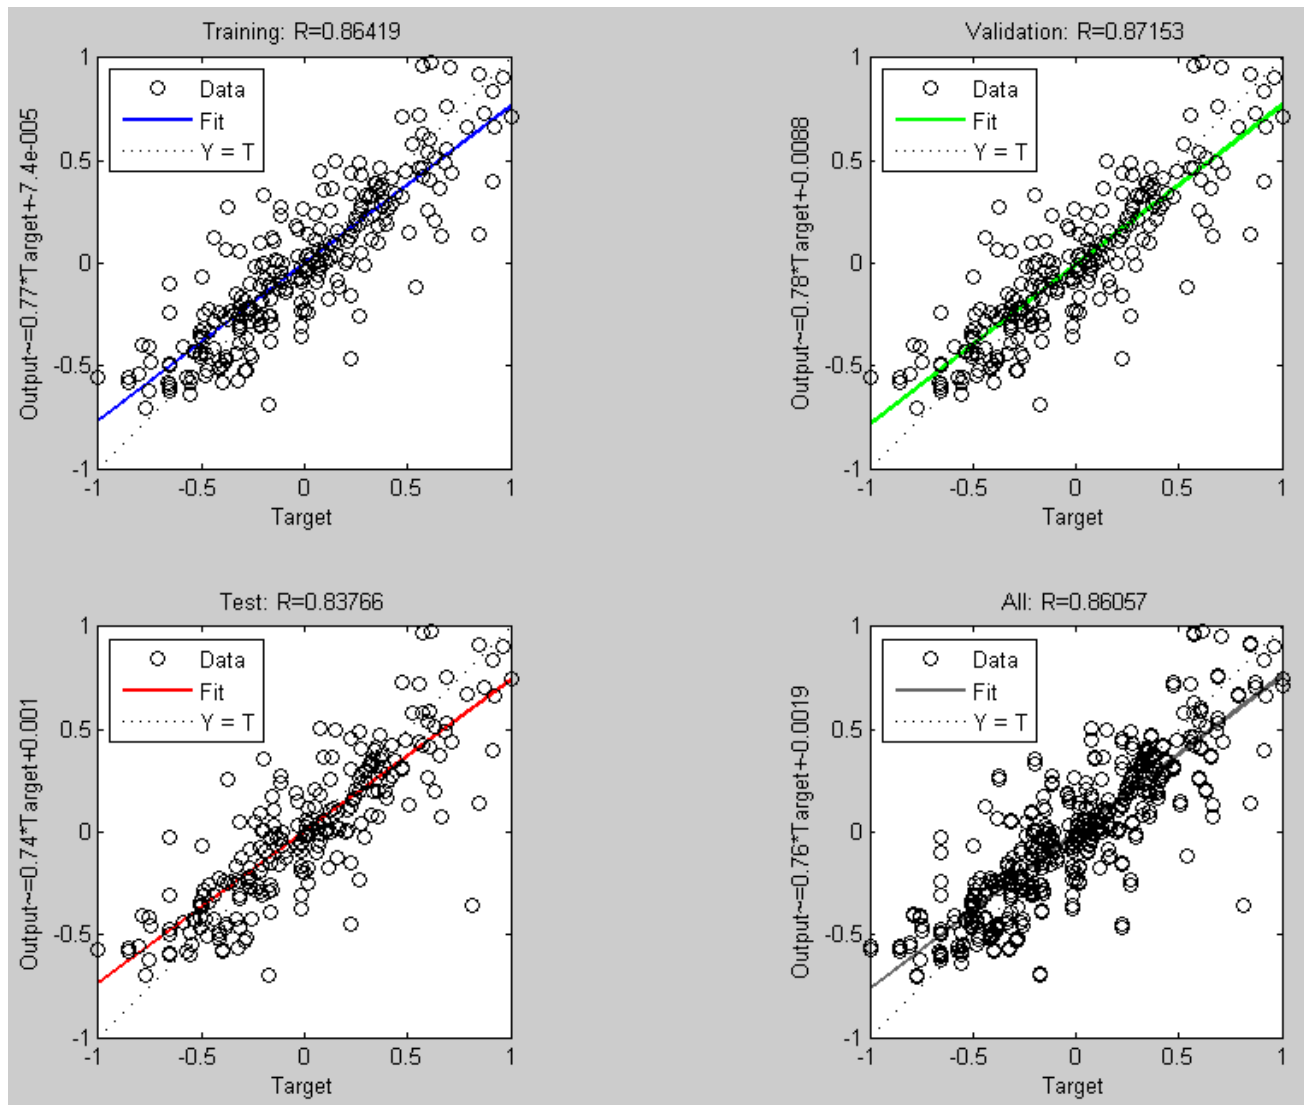 Training: R=0.86419
Output~=0.77*Target+-7.4e-005
1
0.5
0
-0.5
-1
Data
Fit
Y = T
-1 -0.5 0 0.5 1
Target
Validation: R=0.87153
Output~=0.78*Target+-0.0088
1
0.5
0
-0.5
-1
Data
Fit
Y = T
-1 -0.5 0 0.5 1
Target
Test: R=0.83766
Output~=0.74*Target+0.001
1
0.5
0
-0.5
-1
Data
Fit
Y = T
-1 -0.5 0 0.5 1
Target
All: R=0.86057
Output~=0.76*Target+-0.0019
1
0.5
0
-0.5
-1
Data
Fit
Y = T
-1 -0.5 0 0.5 1
Target